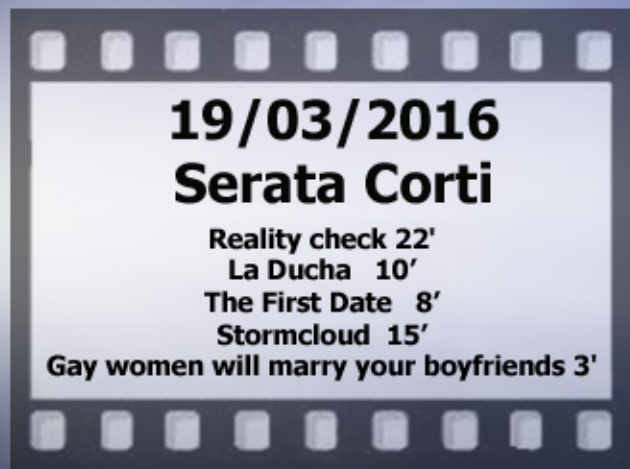 19/03/2016
Serata Corti
Reality check 22'
La Ducha 10’
The First Date 8’
Stormcloud 15’
Gay women will marry your boyfriends 3'